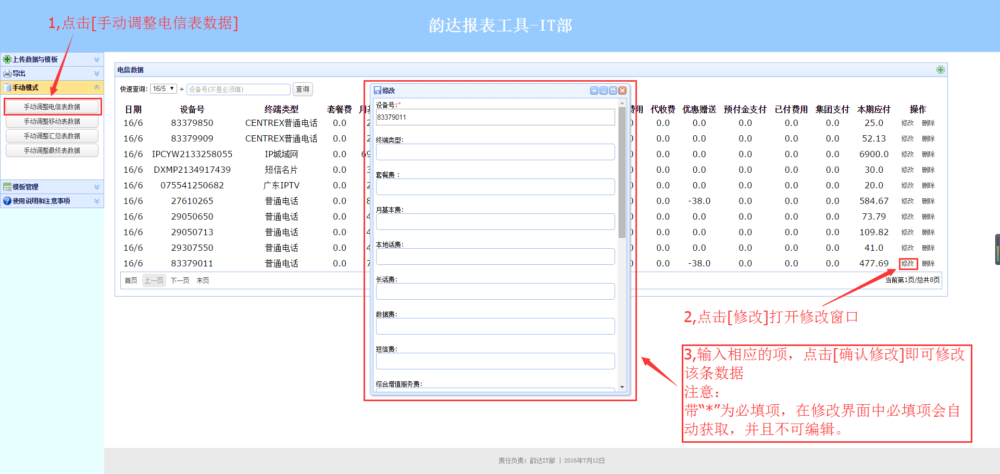 1,点击[手动调整电信表数据]
韵达报表工具-IT部
上传数据与模板
导出
手动模式
手动调整电信表数据
手动调整移动表数据
手动调整汇总表数据
手动调整最终表数据
模板管理
使用说明和注意事项
电信数据
快速查询: 16/5 + 设备号(不是必须填) 查询
日期 设备号 终端类型 套餐费 费用 代收费 优惠赠送 预付金支付 已付费用 集团支付 本期应付 操作
16/6 83379850 CENTREX普通电话 0.0 2 0 0.0 0.0 0.0 0.0 0.0 25.0 修改 删除
16/6 83379909 CENTREX普通电话 0.0 2 0 0.0 0.0 0.0 0.0 0.0 52.13 修改 删除
16/6 IPCYW2133258055 IP城域网 0.0 69 0 0.0 0.0 0.0 0.0 0.0 6900.0 修改 删除
16/6 DXMP2134917439 短信名片 0.0 3 0 0.0 0.0 0.0 0.0 0.0 30.0 修改 删除
16/6 075541250682 广东IPTV 0.0 2 0 0.0 0.0 0.0 0.0 0.0 20.0 修改 删除
16/6 27610265 普通电话 0.0 8 0 0.0 -38.0 0.0 0.0 0.0 584.67 修改 删除
16/6 29050650 普通电话 0.0 4 0 0.0 0.0 0.0 0.0 0.0 73.79 修改 删除
16/6 29050713 普通电话 0.0 4 0 0.0 0.0 0.0 0.0 0.0 109.82 修改 删除
16/6 29307550 普通电话 0.0 4 0 0.0 0.0 0.0 0.0 0.0 41.0 修改 删除
16/6 83379011 普通电话 0.0 7 0 0.0 -38.0 0.0 0.0 0.0 477.69 修改 删除
首页 上一页 下一页 末页 当前第1页/总共8页
修改
设备号:*
83379011
终端类型:
套餐费 :
月基本费:
本地话费:
长话费:
数据费:
短信费:
综合增值服务费:
2,点击[修改]打开修改窗口
3,输入相应的项，点击[确认修改]即可修改
该条数据
注意：
带“*”为必填项，在修改界面中必填项会自
动获取，并且不可编辑。
责任负责：韵达IT部 | 2016年7月12日